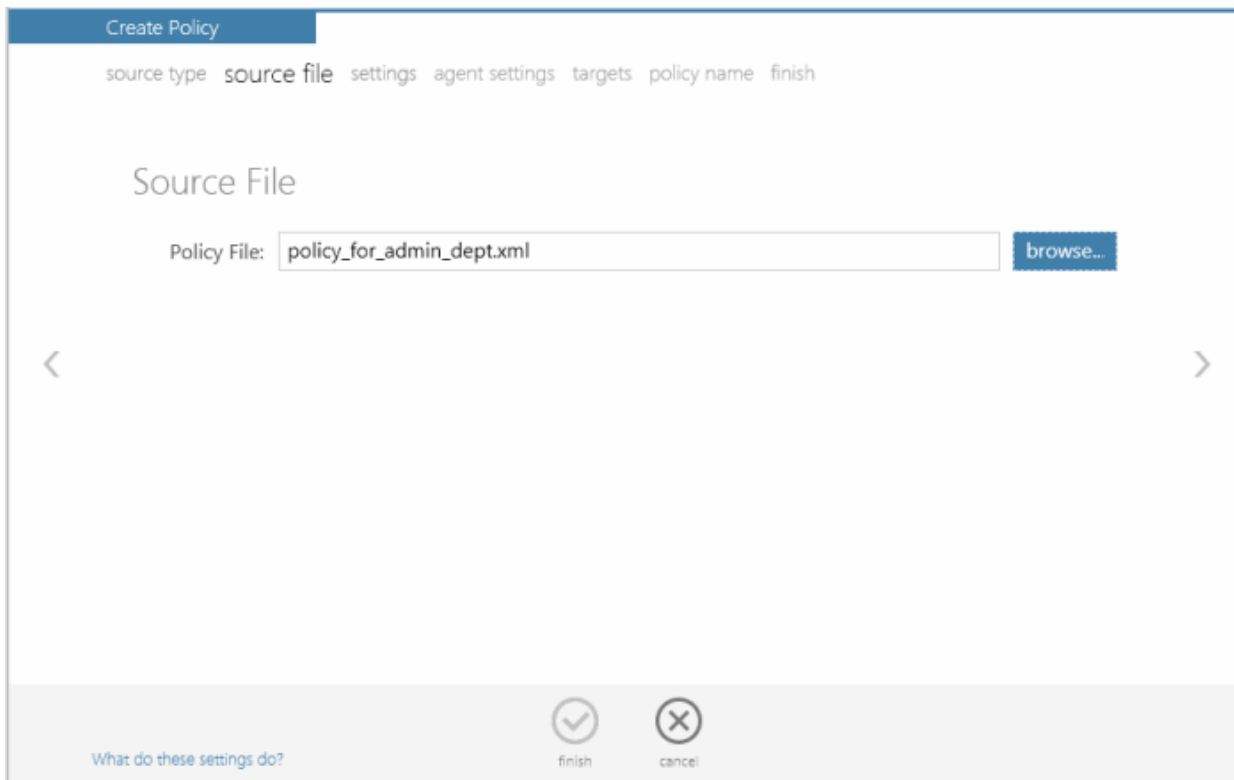 Create Policy
source type source file settings agent settings targets policy name finish
Source File
Policy File: policy_for_admin_dept.xml browse...
What do these settings do? finish cancel